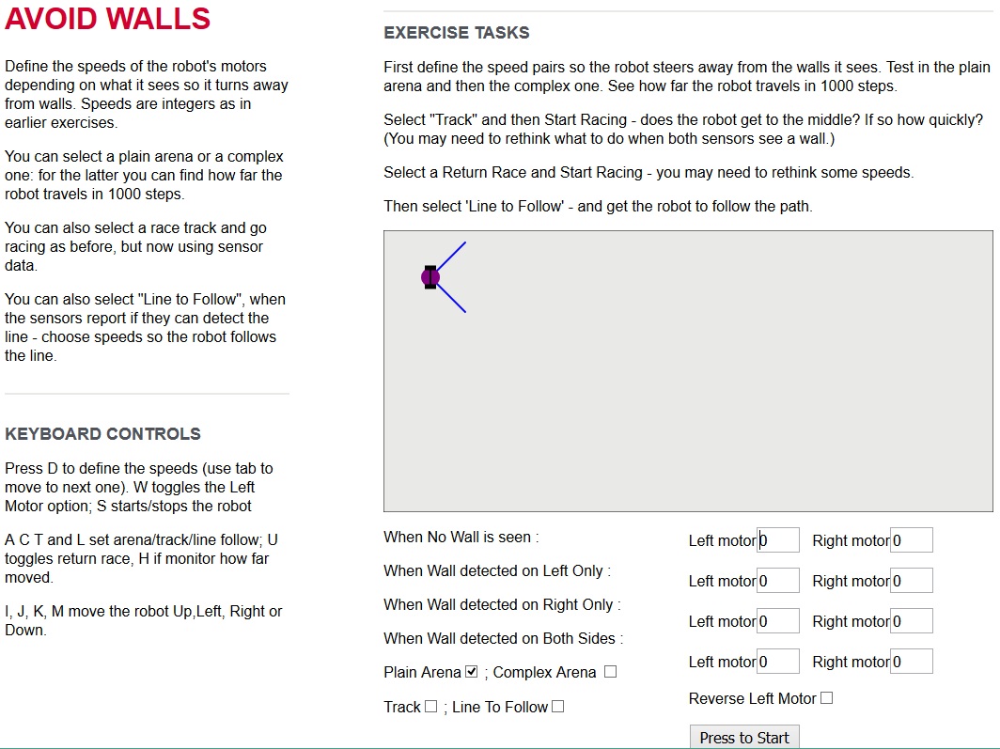 AVOID WALLS
Define the speeds of the robot's motors
depending on what it sees so it turns away
from walls. Speeds are integers as in
earlier exercises.
You can select a plain arena or a complex
one: for the latter you can find how far the
robot travels in 1000 steps.
You can also select a race track and go
racing as before, but now using sensor
data.
You can also select "Line to Follow", when
the sensors report if they can detect the
line - choose speeds so the robot follows
the line.
KEYBOARD CONTROLS
Press D to define the speeds (use tab to
move to next one). W toggles the Left
Motor option; S starts/stops the robot
A C T and L set arena/track/line follow; U
toggles return race, H if monitor how far
moved.
I, J, K, M move the robot Up,Left, Right or
Down.
EXERCISE TASKS
First define the speed pairs so the robot steers away from the walls it sees. Test in the plain
arena and then the complex one. See how far the robot travels in 1000 steps.
Select "Track" and then Start Racing - does the robot get to the middle? If so how quickly?
(You may need to rethink what to do when both sensors see a wall.)
Select a Return Race and Start Racing - you may need to rethink some speeds.
Then select 'Line to Follow' - and get the robot to follow the path.
When No Wall is seen :
When Wall detected on Left Only :
When Wall detected on Right Only :
When Wall detected on Both Sides :
Plain Arena ; Complex Arena
Track ; Line To Follow
Left motor 0 Right motor 0
Left motor 0 Right motor 0
Left motor 0 Right motor 0
Left motor 0 Right motor 0
Reverse Left Motor
Press to Start